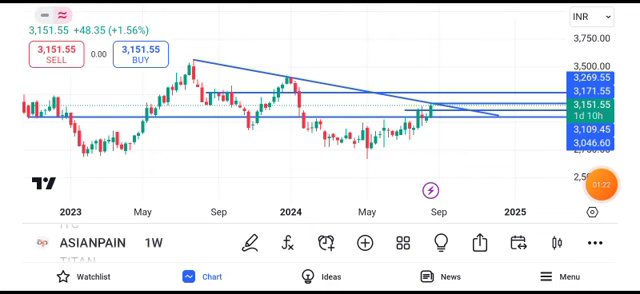 INR
3,151.55 +48.35 (+1.56%)
3,151.55
SELL
0.00
3,151.55
BUY
3,750.00
3,500.00
3,269.55
3,171.55
3,151.55
1d 10h
3,109.45
3,046.60
01:22
2023 May Sep 2024 May Sep 2025
ASIANPAIN 1W
TITAN
Watchlist Chart Ideas News Menu